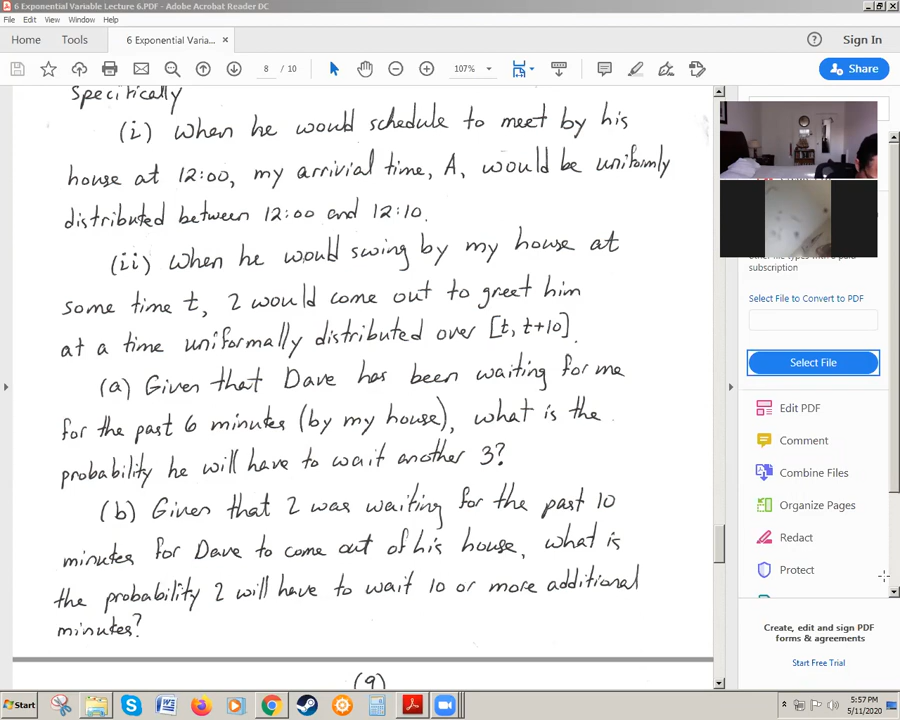 6 Exponential Variable Lecture 6.PDF - Adobe Acrobat Reader DC
File Edit View Window Help
Home Tools 6 Exponential Varia... × Sign In
8 / 10 107% Share
Specifically
(i) when he would schedule to meet by his
house at 12:00, my arrivial time, A, would be uniformly
distributed between 12:00 and 12:10.
(ii) when he would swing by my house at
some time t, I would come out to greet him
at a time uniformally distributed over [t, t+10].
(a) Given that Dave has been waiting for me
for the past 6 minutes (by my house), what is the
probability he will have to wait another 3?
(b) Given that I was waiting for the past 10
minutes for Dave to come out of his house, what is
the probability I will have to wait 10 or more additional
minutes?
(9)
subscription
Select File to Convert to PDF
Select File
Edit PDF
Comment
Combine Files
Organize Pages
Redact
Protect
Create, edit and sign PDF
forms & agreements
Start Free Trial
Start
5:57 PM
5/11/2020